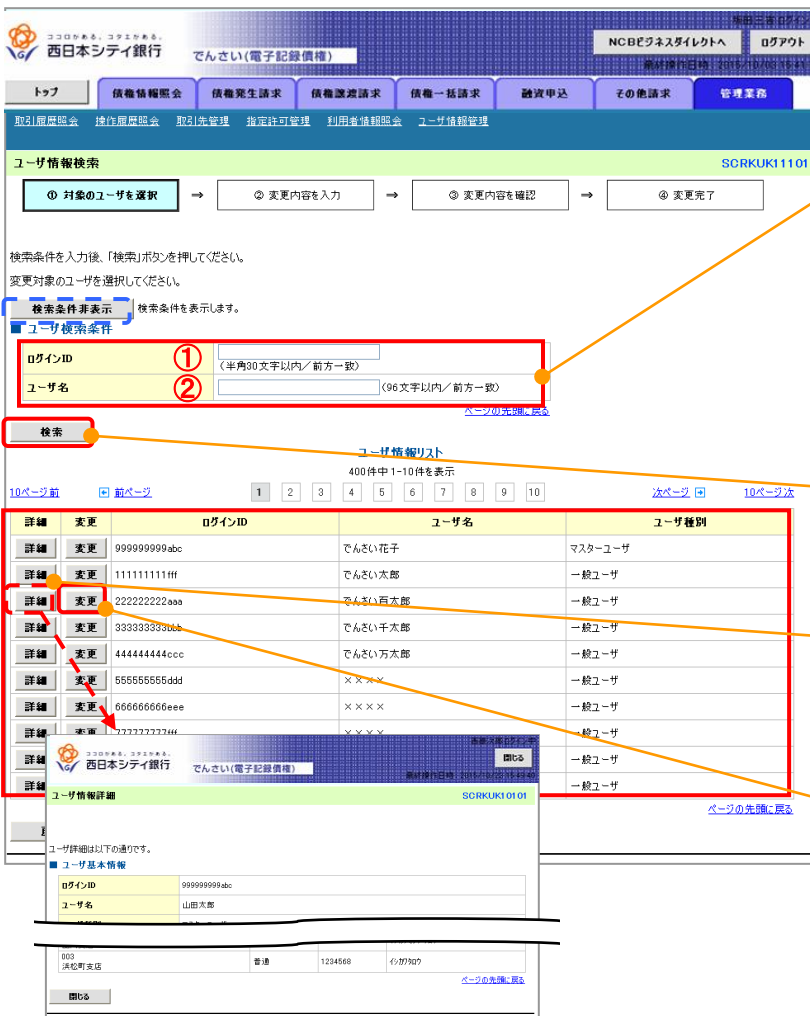 ココロがある。コタエがある。
西日本シティ銀行
でんさい(電子記録債権)
NCBビジネスダイレクトへ
ログアウト
最終操作日時
トップ
債権情報照会
債権発生請求
債権譲渡請求
債権一括請求
融資申込
その他請求
管理業務
取引履歴照会 操作履歴照会 取引先管理 指定許可管理 利用者情報照会 ユーザ情報管理
ユーザ情報検索
SCRKUK11101
① 対象のユーザを選択 ⇒ ② 変更内容を入力 ⇒ ③ 変更内容を確認 ⇒ ④ 変更完了
検索条件を入力後、「検索」ボタンを押してください。
変更対象のユーザを選択してください。
検索条件非表示 検索条件を表示します。
■ ユーザ検索条件
ログインID ①
(半角30文字以内/前方一致)
ユーザ名 ② (96文字以内/前方一致)
ページの先頭に戻る
検索
ユーザ情報リスト
400件中1-10件を表示
10ページ前 前ページ 1 2 3 4 5 6 7 8 9 10 次ページ 10ページ次
詳細 変更 ログインID ユーザ名 ユーザ種別
詳細 変更 999999999abc でんさい花子 マスターユーザ
詳細 変更 111111111fff でんさい太郎 一般ユーザ
詳細 変更 222222222aaa でんさい百太郎 一般ユーザ
詳細 変更 333333333bbb でんさい千太郎 一般ユーザ
詳細 変更 444444444ccc でんさい万太郎 一般ユーザ
詳細 変更 555555555ddd ×××× 一般ユーザ
詳細 変更 666666666eee ×××× 一般ユーザ
詳細 変更 777777777fff ×××× 一般ユーザ
一般ユーザ
一般ユーザ
ページの先頭に戻る
ココロがある。コタエがある。
西日本シティ銀行
でんさい(電子記録債権)
閉じる
最終操作日時
ユーザ情報詳細
SCRKUK10101
ユーザ詳細は以下の通りです。
■ ユーザ基本情報
ログインID 999999999abc
ユーザ名 山田太郎
003
浜松町支店 普通 1234568 イシカワタロウ
ページの先頭に戻る
閉じる